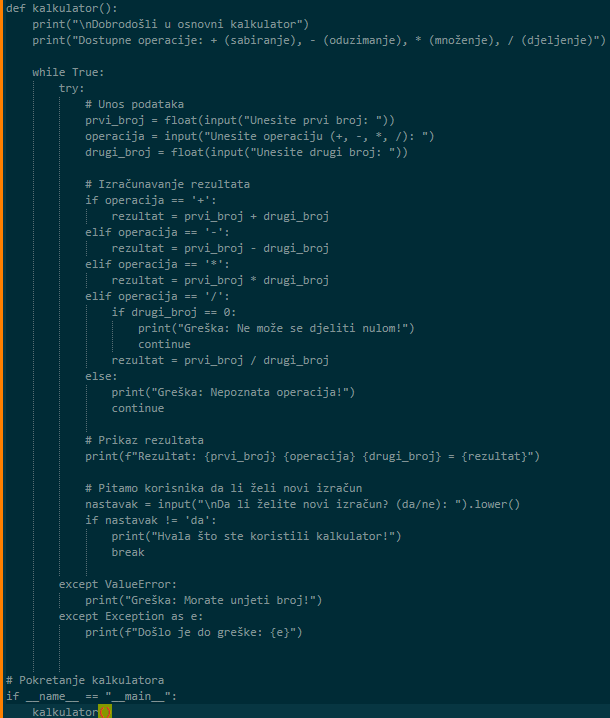 def kalkulator():
    print("\nDobrodošli u osnovni kalkulator")
    print("Dostupne operacije: + (sabiranje), - (oduzimanje), * (množenje), / (djeljenje)")
    while True:
        try:
            # Unos podataka
            prvi_broj = float(input("Unesite prvi broj: "))
            operacija = input("Unesite operaciju (+, -, *, /): ")
            drugi_broj = float(input("Unesite drugi broj: "))
            # Izračunavanje rezultata
            if operacija == '+':
                rezultat = prvi_broj + drugi_broj
            elif operacija == '-':
                rezultat = prvi_broj - drugi_broj
            elif operacija == '*':
                rezultat = prvi_broj * drugi_broj
            elif operacija == '/':
                if drugi_broj == 0:
                    print("Greška: Ne može se djeliti nulom!")
                    continue
                rezultat = prvi_broj / drugi_broj
            else:
                print("Greška: Nepoznata operacija!")
                continue
            # Prikaz rezultata
            print(f"Rezultat: {prvi_broj} {operacija} {drugi_broj} = {rezultat}")
            # Pitamo korisnika da li želi novi izračun
            nastavak = input("\nDa li želite novi izračun? (da/ne): ").lower()
            if nastavak != 'da':
                print("Hvala što ste koristili kalkulator!")
                break
        except ValueError:
            print("Greška: Morate unjeti broj!")
        except Exception as e:
            print(f"Došlo je do greške: {e}")
# Pokretanje kalkulatora
if __name__ == "__main__":
    kalkulator()